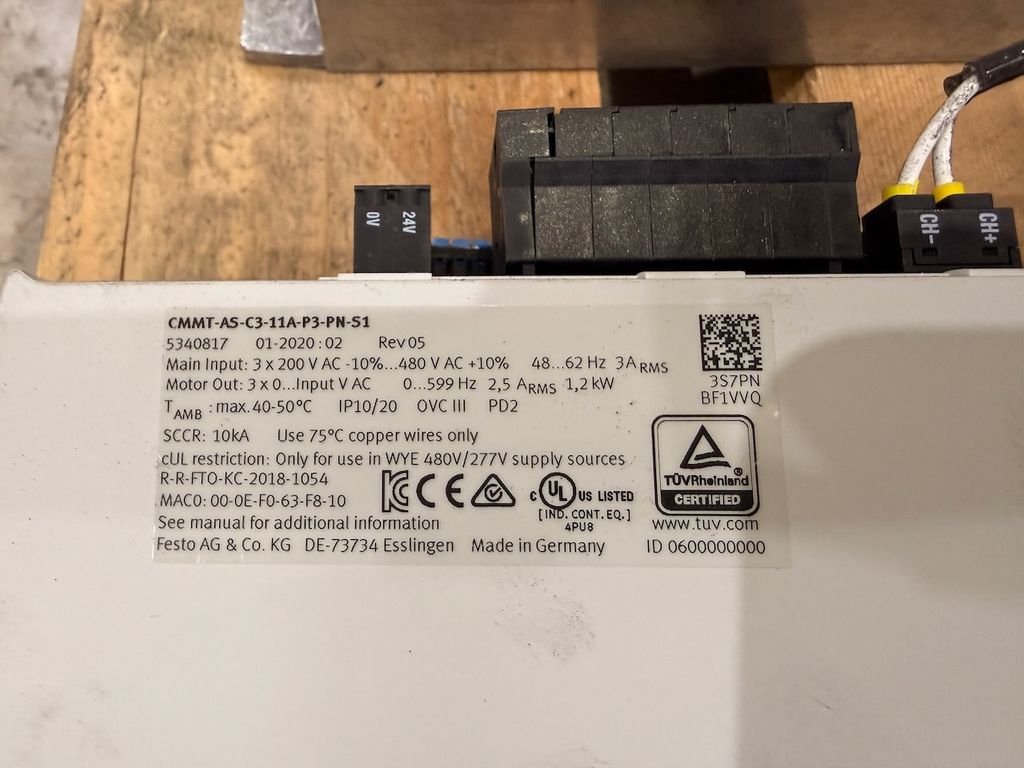 0V
24V
CH-
CH+
CMMT-AS-C3-11A-P3-PN-S1
5340817 01-2020:02 Rev 05
Main Input: 3 x 200 V AC -10%...480 V AC +10% 48...62 Hz 3A RMS
Motor Out: 3 x 0...Input V AC 0...599 Hz 2,5 A RMS 1,2 kW
T AMB : max. 40-50°C IP10/20 OVC III PD2
SCCR: 10kA Use 75°C copper wires only
cUL restriction: Only for use in WYE 480V/277V supply sources
R-R-FTO-KC-2018-1054
MAC0: 00-0E-F0-63-F8-10
See manual for additional information
Festo AG & Co. KG DE-73734 Esslingen Made in Germany
KC CE C UL US LISTED
[IND. CONT. EQ.]
4PU8
3S7PN
BF1VVQ
TÜVRheinland®
CERTIFIED
www.tuv.com
ID 0600000000